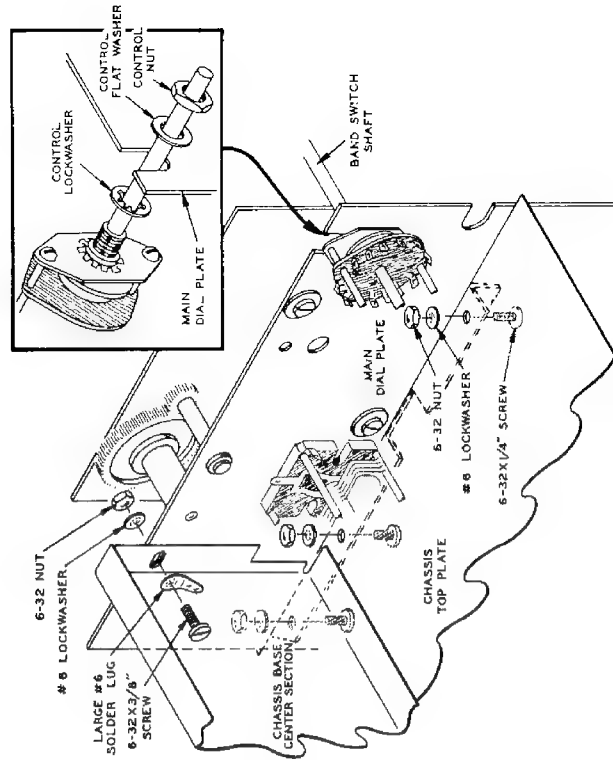 CONTROL
LOCKWASHER
CONTROL
FLAT WASHER
CONTROL
NUT
MAIN
DIAL PLATE
BAND SWITCH
SHAFT
6-32 NUT
#6 LOCKWASHER
LARGE #6
SOLDER LUG
6-32X3/8"
SCREW
MAIN
DIAL PLATE
6-32 NUT
#6 LOCKWASHER
6-32X1/4" SCREW
CHASSIS BASE
CENTER SECTION
CHASSIS
TOP PLATE